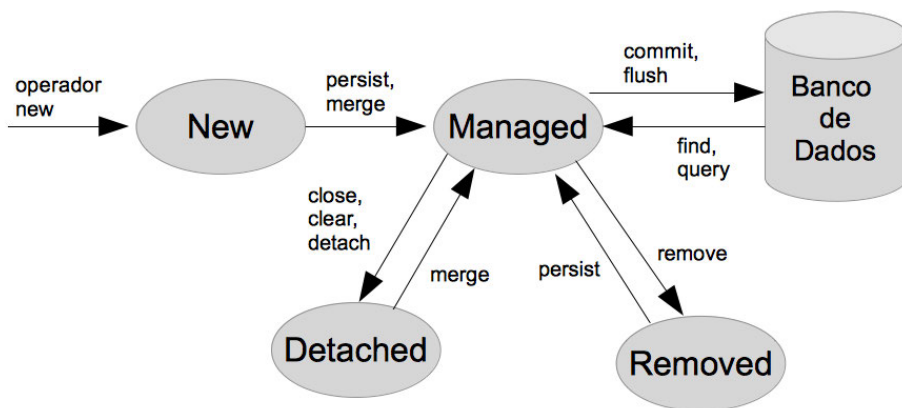 operador
new
New
persist,
merge
Managed
commit,
flush
find,
query
Banco
de
Dados
close,
clear,
detach
merge
persist
remove
Detached
Removed